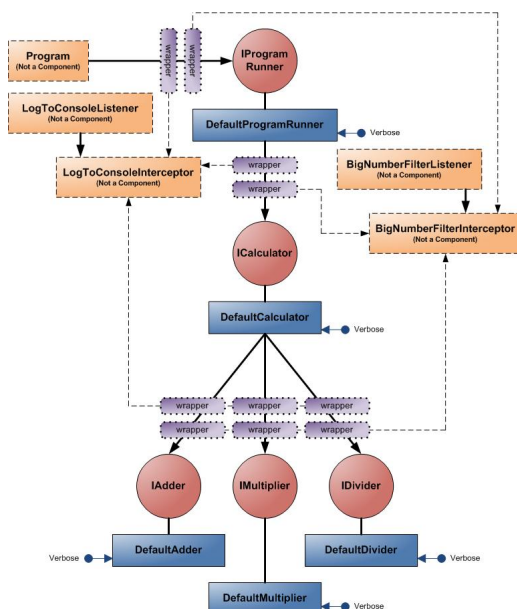 Program
(Not a Component)
wrapper
wrapper
IProgram
Runner
LogToConsoleListener
(Not a Component)
DefaultProgramRunner
Verbose
LogToConsoleInterceptor
(Not a Component)
wrapper
wrapper
BigNumberFilterListener
(Not a Component)
BigNumberFilterInterceptor
(Not a Component)
ICalculator
DefaultCalculator
Verbose
wrapper
wrapper
wrapper
wrapper
wrapper
wrapper
IAdder
IMultiplier
IDivider
Verbose
DefaultAdder
DefaultDivider
Verbose
DefaultMultiplier
Verbose